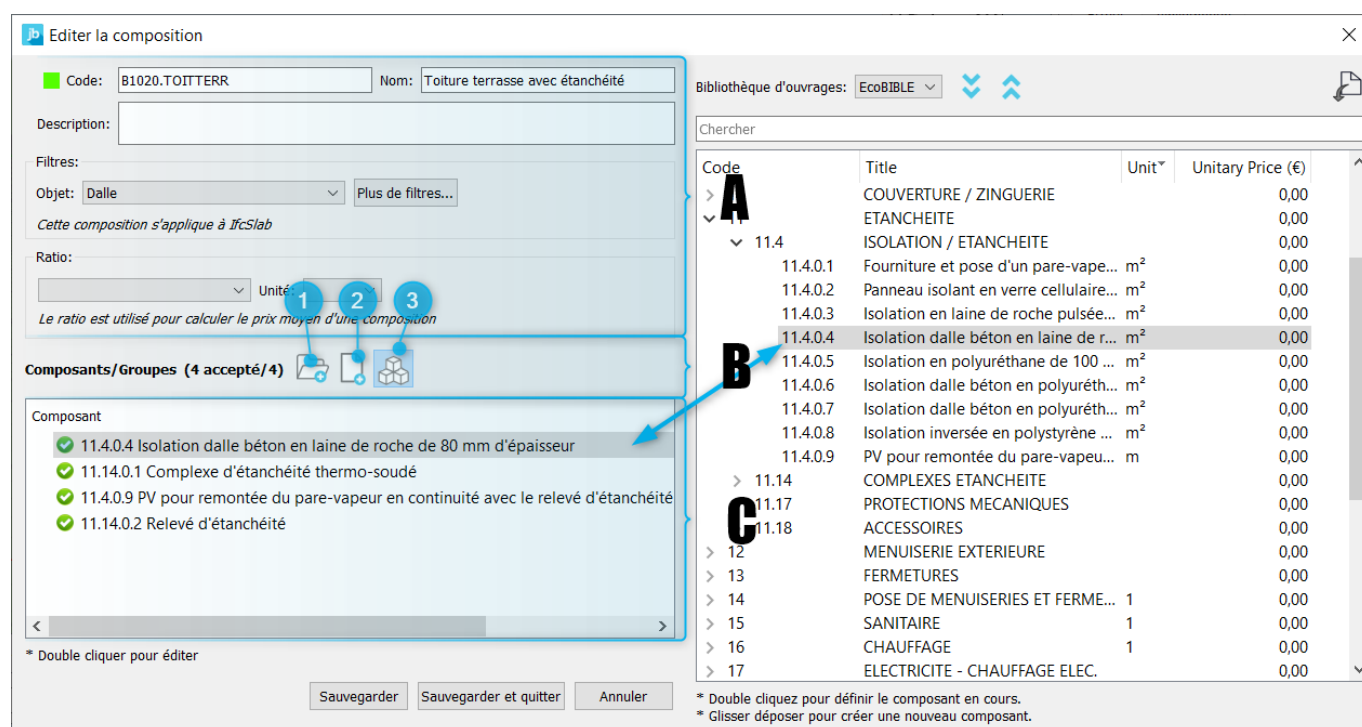 jb Editer la composition
Code: B1020.TOITTERR Nom: Toiture terrasse avec étanchéité
Description:
Filtres:
Objet: Dalle Plus de filtres...
Cette composition s'applique à IfcSlab
Ratio:
Unité:
Le ratio est utilisé pour calculer le prix moyen d'une composition
1 2 3
Composants/Groupes (4 accepté/4)
Composant
11.4.0.4 Isolation dalle béton en laine de roche de 80 mm d'épaisseur
11.14.0.1 Complexe d'étanchéité thermo-soudé
11.4.0.9 PV pour remontée du pare-vapeur en continuité avec le relevé d'étanchéité
11.14.0.2 Relevé d'étanchéité
* Double cliquer pour éditer
Sauvegarder Sauvegarder et quitter Annuler
A
B
C
Bibliothèque d'ouvrages: EcoBIBLE
Chercher
Code Title Unit Unitary Price (€)
COUVERTURE / ZINGUERIE 0,00
ETANCHEITE 0,00
11.4 ISOLATION / ETANCHEITE 0,00
11.4.0.1 Fourniture et pose d'un pare-vape... m² 0,00
11.4.0.2 Panneau isolant en verre cellulaire... m² 0,00
11.4.0.3 Isolation en laine de roche pulsée... m² 0,00
11.4.0.4 Isolation dalle béton en laine de r... m² 0,00
11.4.0.5 Isolation en polyuréthane de 100 ... m² 0,00
11.4.0.6 Isolation dalle béton en polyuréth... m² 0,00
11.4.0.7 Isolation dalle béton en polyuréth... m² 0,00
11.4.0.8 Isolation inversée en polystyrène ... m² 0,00
11.4.0.9 PV pour remontée du pare-vapeu... m 0,00
11.14 COMPLEXES ETANCHEITE 0,00
11.17 PROTECTIONS MECANIQUES 0,00
11.18 ACCESSOIRES 0,00
12 MENUISERIE EXTERIEURE 0,00
13 FERMETURES 0,00
14 POSE DE MENUISERIES ET FERME... 1 0,00
15 SANITAIRE 1 0,00
16 CHAUFFAGE 1 0,00
17 ELECTRICITE - CHAUFFAGE ELEC. 0,00
* Double cliquez pour définir le composant en cours.
* Glisser déposer pour créer une nouveau composant.